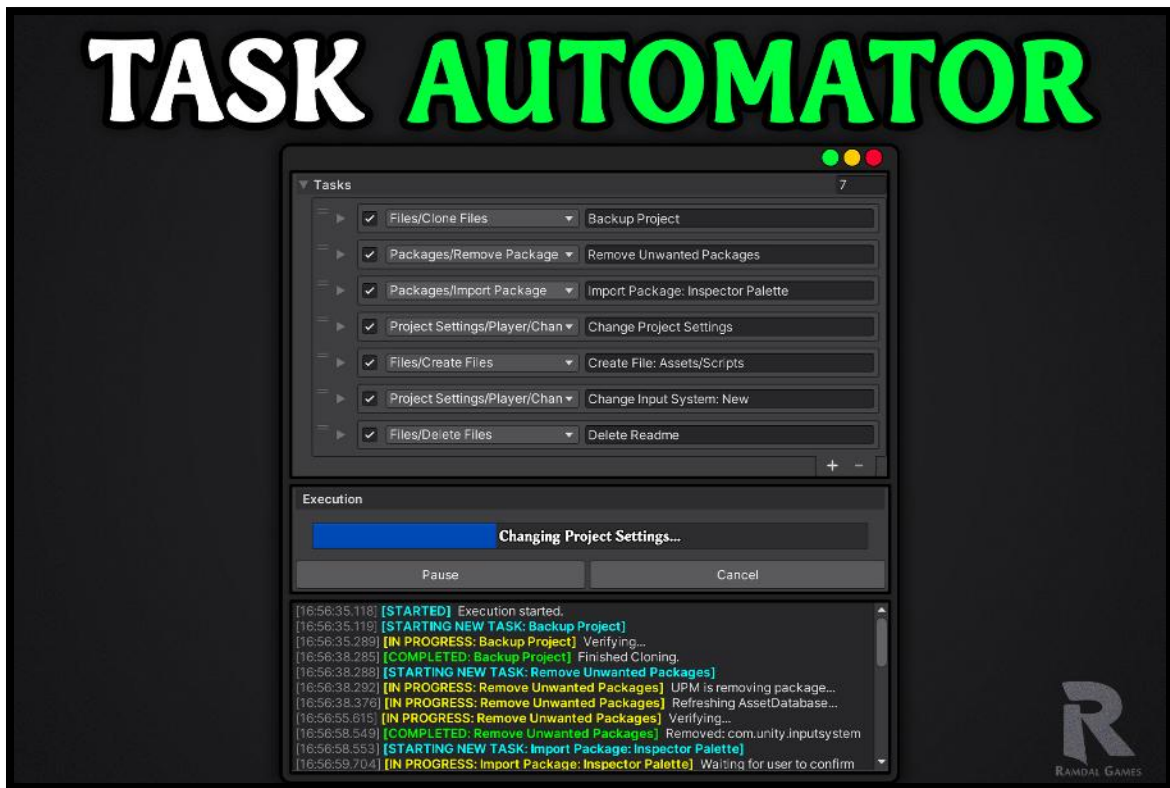 TASK AUTOMATOR
Tasks 7
Files/Clone Files Backup Project
Packages/Remove Package Remove Unwanted Packages
Packages/Import Package Import Package: Inspector Palette
Project Settings/Player/Chan Change Project Settings
Files/Create Files Create File: Assets/Scripts
Project Settings/Player/Chan Change Input System: New
Files/Delete Files Delete Readme
+ -
Execution
Changing Project Settings...
Pause Cancel
[16:56:35.118] [STARTED] Execution started.
[16:56:35.119] [STARTING NEW TASK: Backup Project]
[16:56:35.289] [IN PROGRESS: Backup Project] Verifying...
[16:56:38.285] [COMPLETED: Backup Project] Finished Cloning.
[16:56:38.288] [STARTING NEW TASK: Remove Unwanted Packages]
[16:56:38.292] [IN PROGRESS: Remove Unwanted Packages] UPM is removing package...
[16:56:38.376] [IN PROGRESS: Remove Unwanted Packages] Refreshing AssetDatabase...
[16:56:55.615] [IN PROGRESS: Remove Unwanted Packages] Verifying...
[16:56:58.549] [COMPLETED: Remove Unwanted Packages] Removed: com.unity.inputsystem
[16:56:58.553] [STARTING NEW TASK: Import Package: Inspector Palette]
[16:56:59.704] [IN PROGRESS: Import Package: Inspector Palette] Waiting for user to confirm
R
RAMDAL GAMES